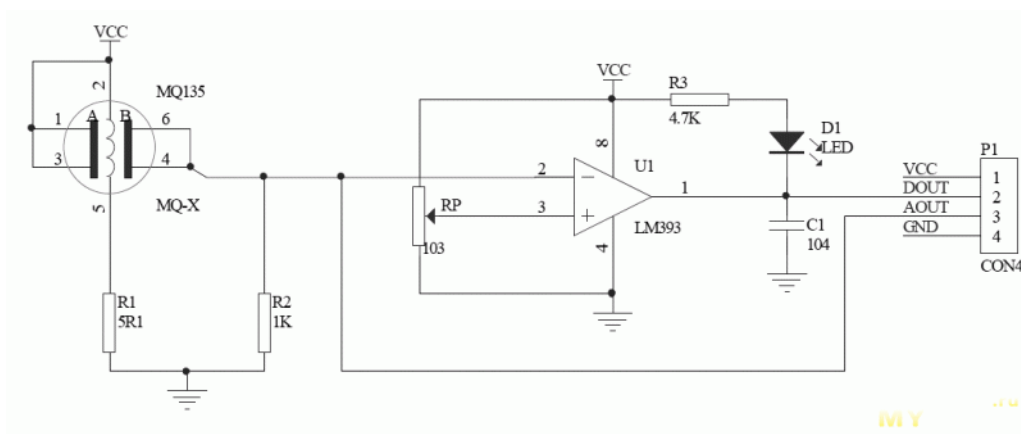 VCC
2
MQ135
1
A
B
6
3
4
MQ-X
5
R1
5R1
R2
1K
VCC
R3
4.7K
D1
LED
8
U1
2
3
1
RP
103
LM393
4
C1
104
P1
VCC
1
DOUT
2
AOUT
3
GND
4
CON4
MY
.ru